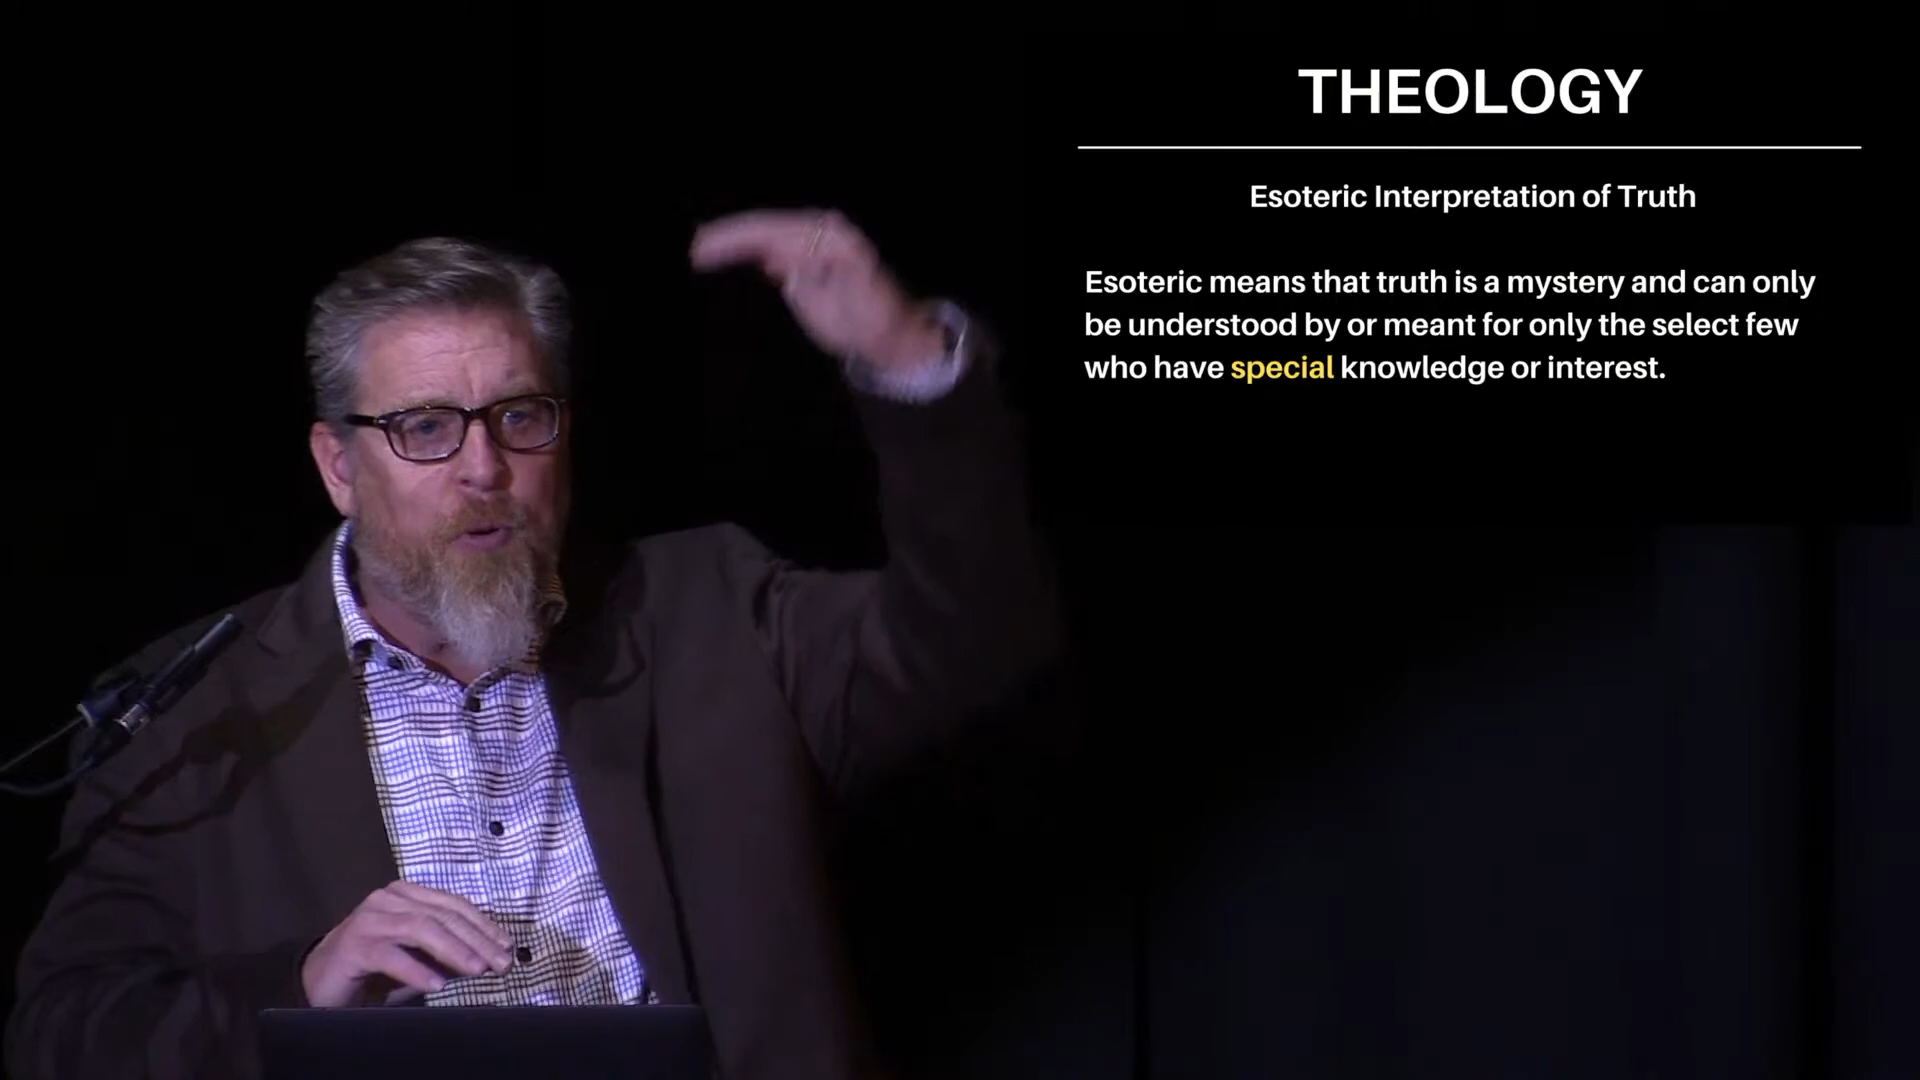 THEOLOGY
Esoteric Interpretation of Truth
Esoteric means that truth is a mystery and can only
be understood by or meant for only the select few
who have special knowledge or interest.